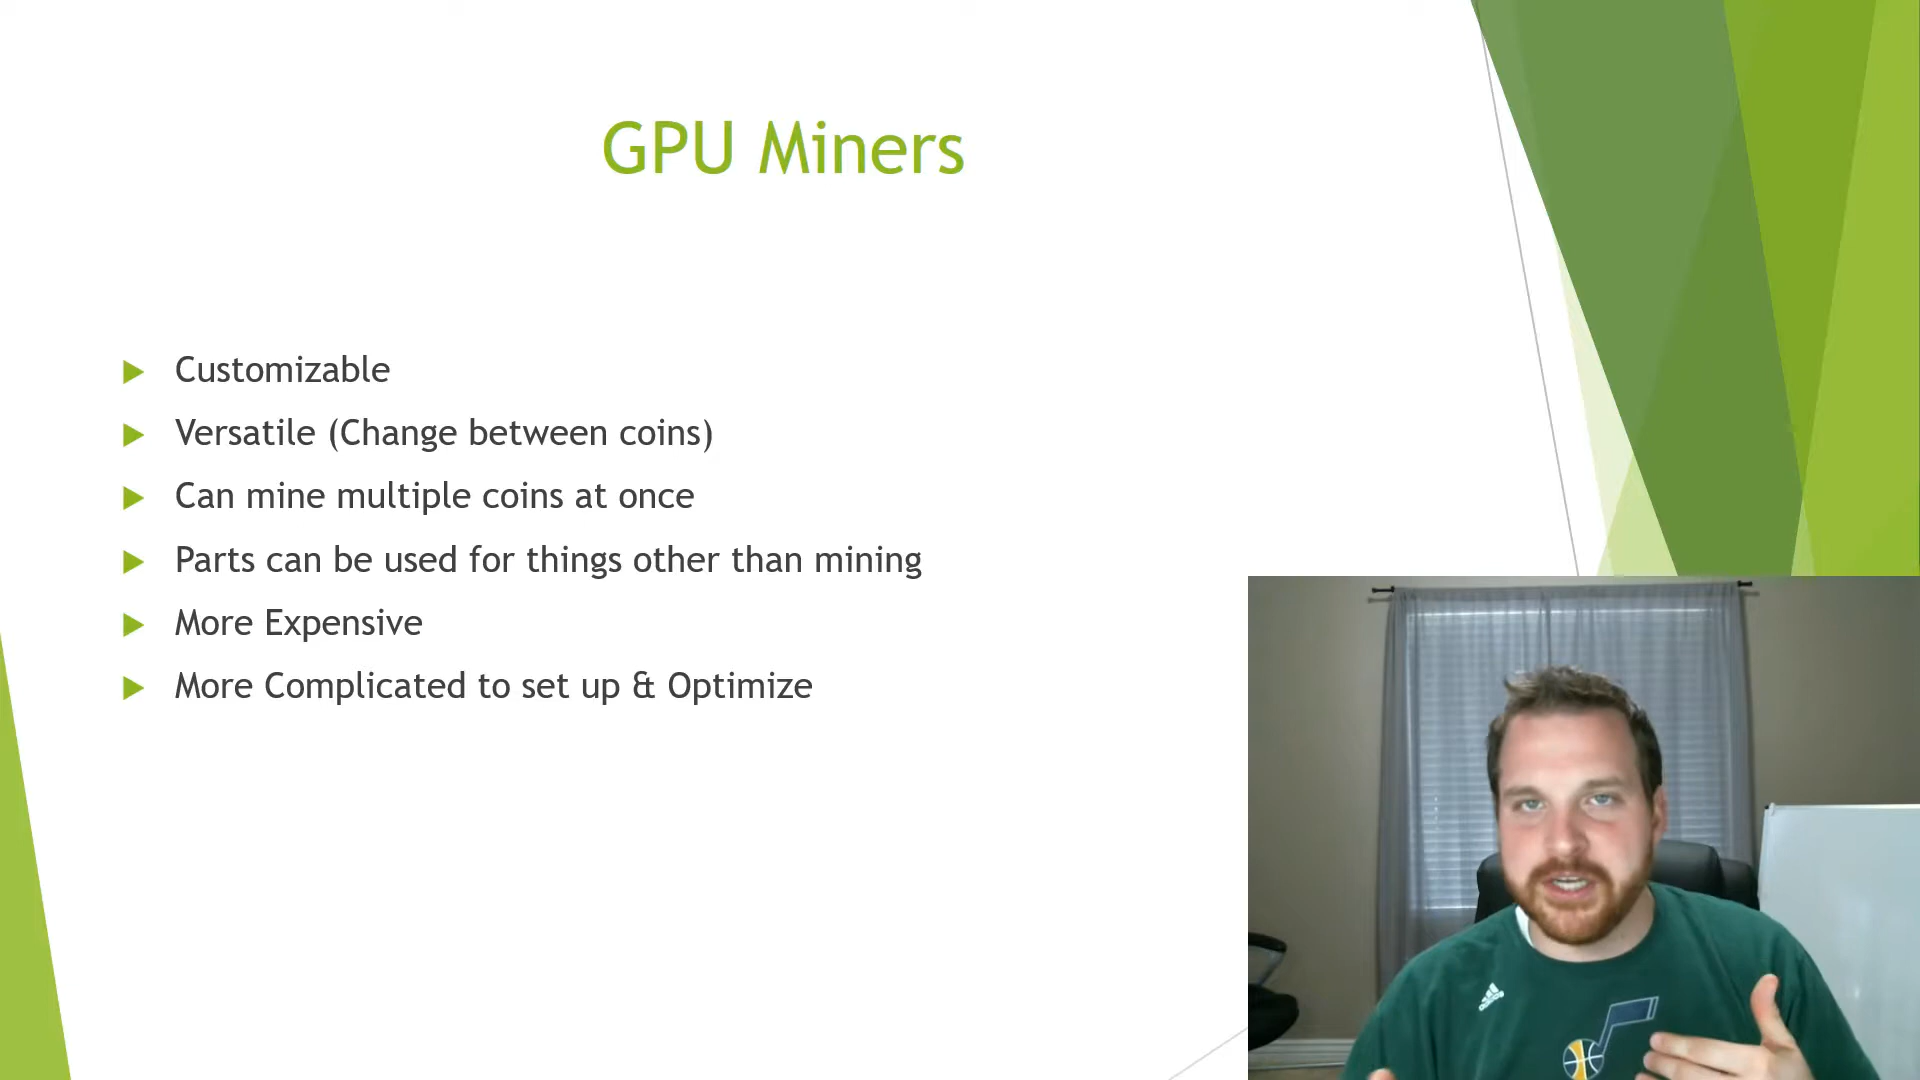 GPU Miners
Customizable
Versatile (Change between coins)
Can mine multiple coins at once
Parts can be used for things other than mining
More Expensive
More Complicated to set up & Optimize